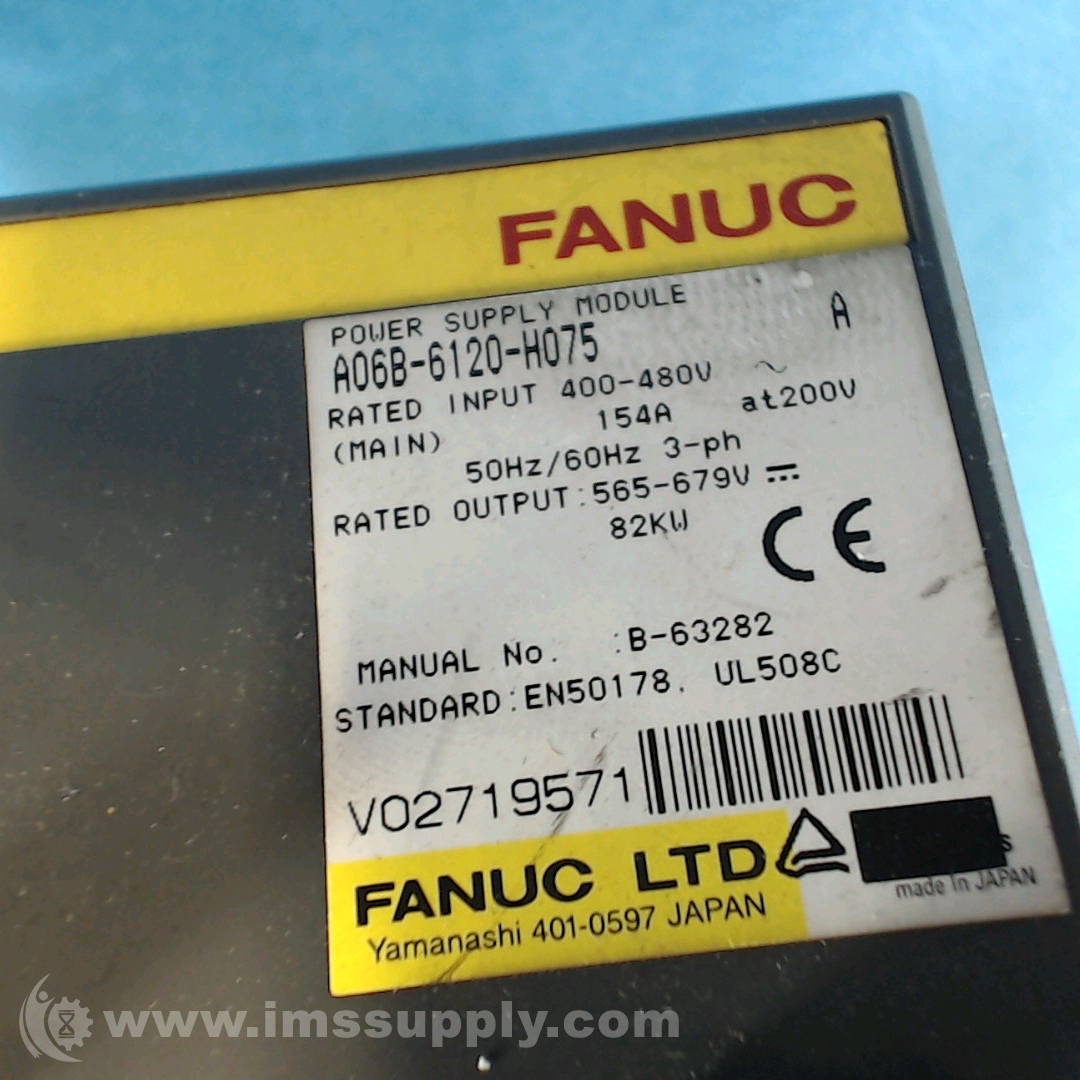 FANUC
POWER SUPPLY MODULE
A
A06B-6120-H075
RATED INPUT 400-480V ~
(MAIN) 154A at200V
50Hz/60Hz 3-ph
RATED OUTPUT:565-679V ⎓
82KW
CE
MANUAL No. :B-63282
STANDARD:EN50178, UL508C
V02719571
FANUC LTD
made in JAPAN
Yamanashi 401-0597 JAPAN
www.imssupply.com